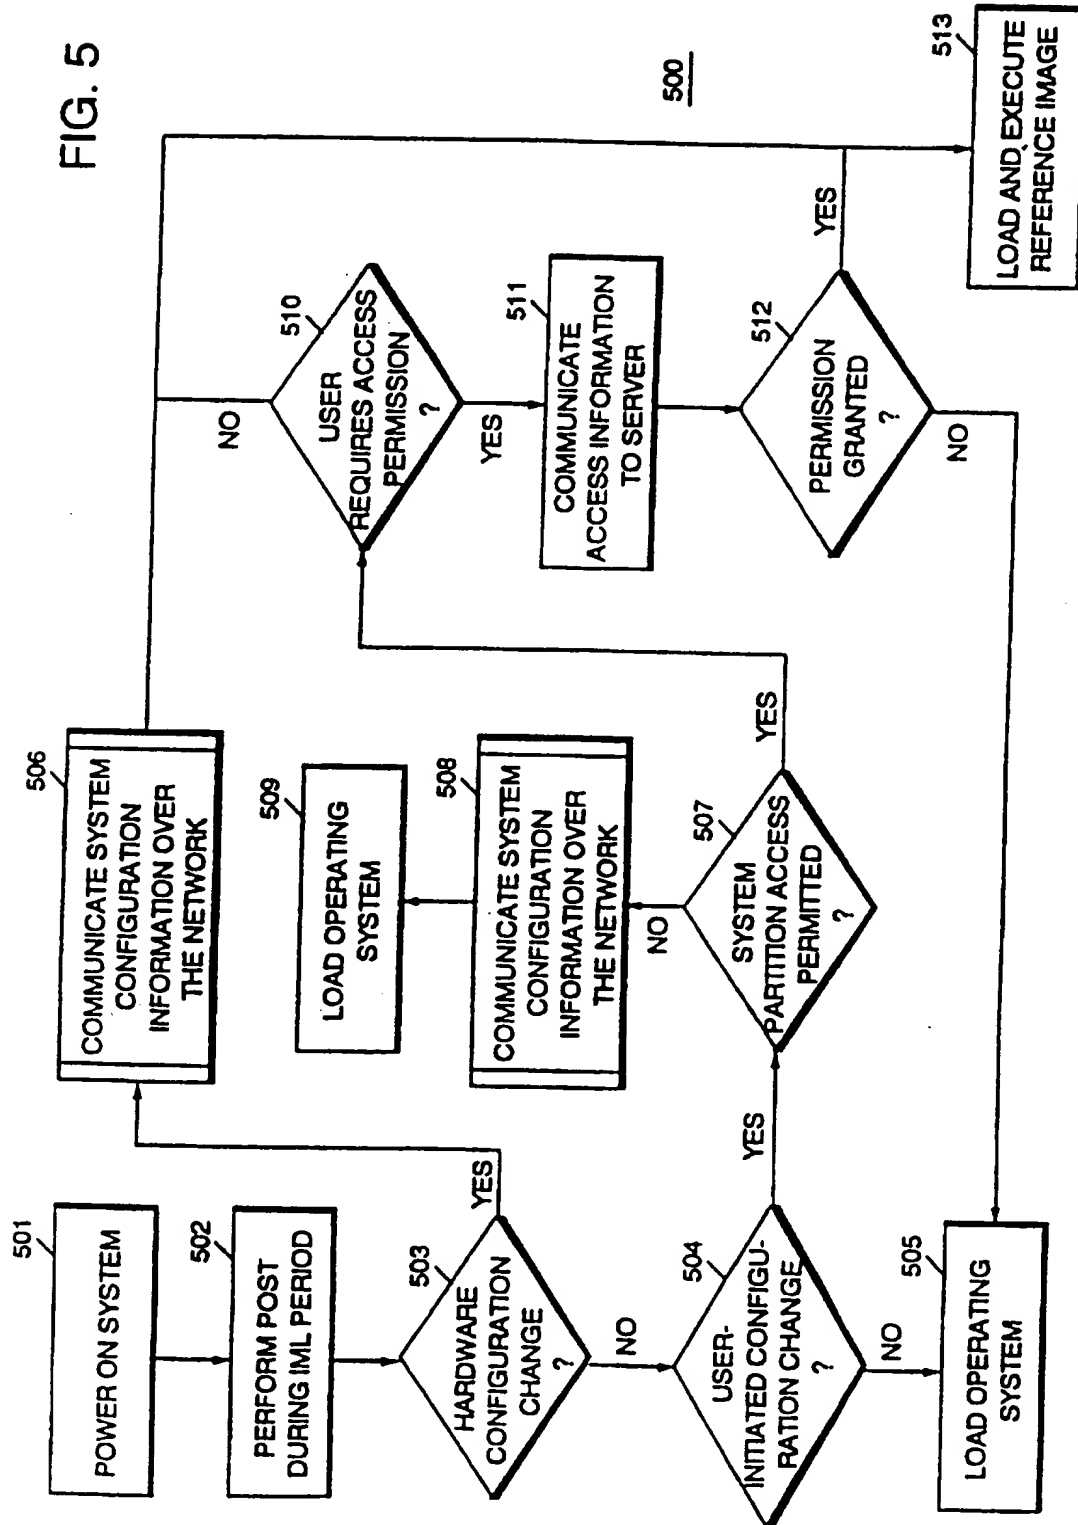 FIG. 5
500
501
POWER ON SYSTEM
502
PERFORM POST
DURING IML PERIOD
503
HARDWARE
CONFIGURATION
CHANGE
?
YES
NO
504
USER-
INITIATED CONFIGU-
RATION CHANGE
?
YES
NO
505
LOAD OPERATING
SYSTEM
506
COMMUNICATE SYSTEM
CONFIGURATION
INFORMATION OVER
THE NETWORK
507
SYSTEM
PARTITION ACCESS
PERMITTED
?
YES
NO
508
COMMUNICATE SYSTEM
CONFIGURATION
INFORMATION OVER
THE NETWORK
509
LOAD OPERATING
SYSTEM
510
USER
REQUIRES ACCESS
PERMISSION
?
NO
YES
511
COMMUNICATE
ACCESS INFORMATION
TO SERVER
512
PERMISSION
GRANTED
?
YES
NO
513
LOAD AND EXECUTE
REFERENCE IMAGE